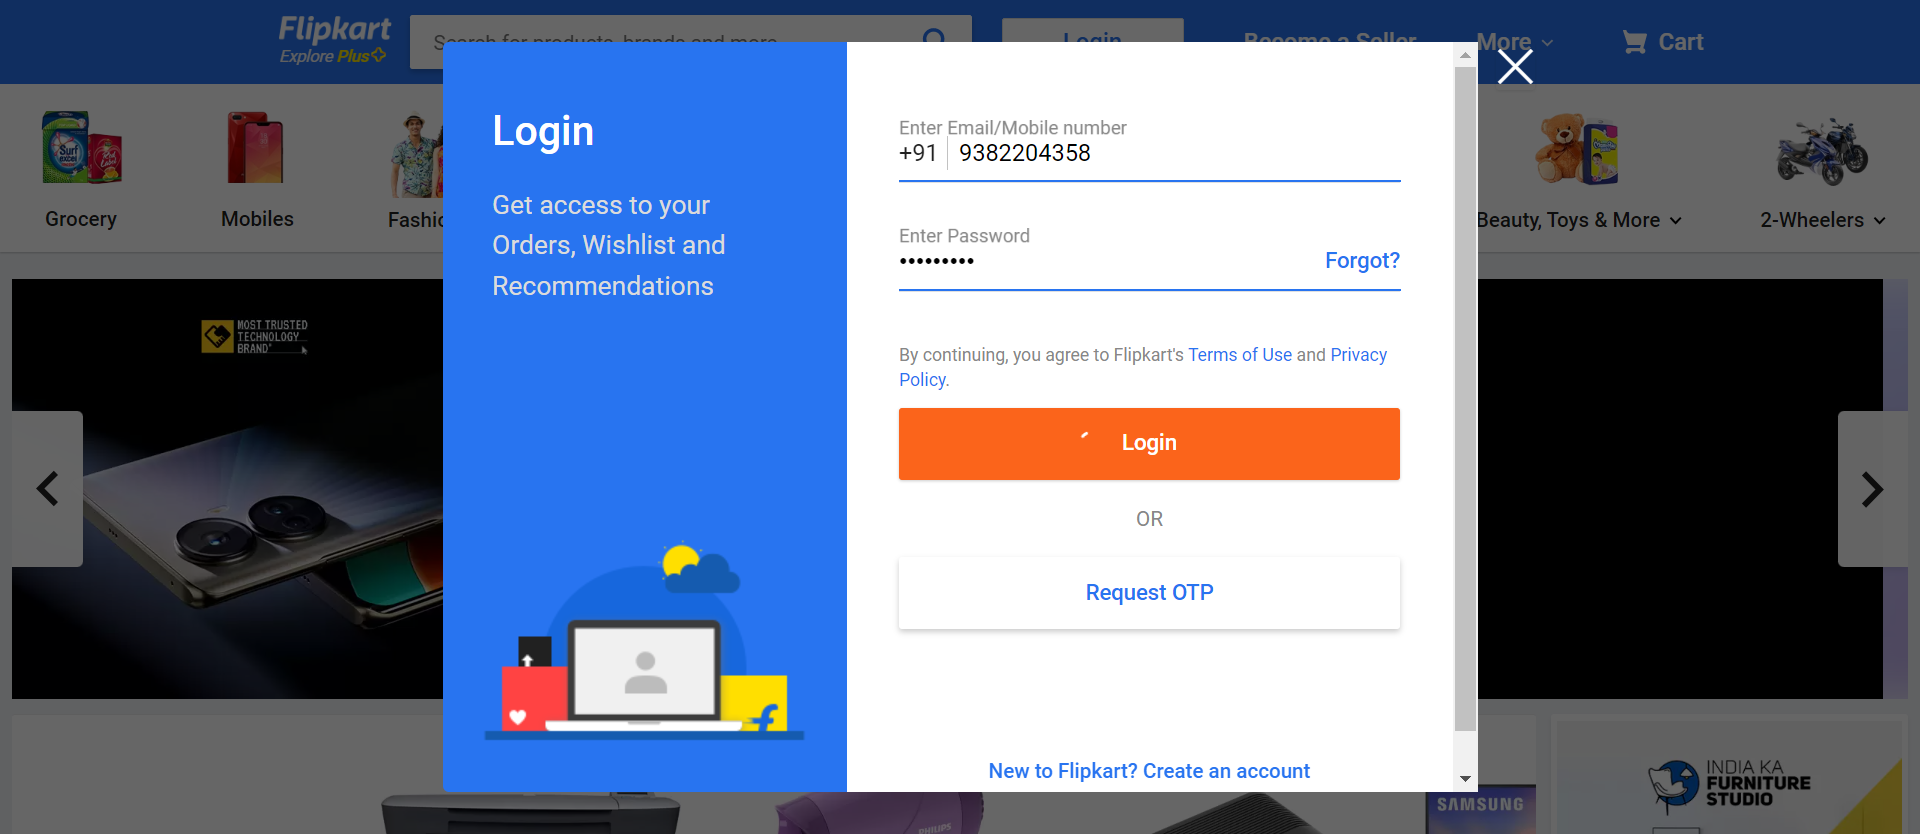 Flipkart
Explore Plus
Search for products, brands and more
Login
Become a Seller
More
Cart
Grocery
Mobiles
Fashio
Beauty, Toys & More
2-Wheelers
MOST TRUSTED
TECHNOLOGY
BRAND*
Login
Get access to your
Orders, Wishlist and
Recommendations
Enter Email/Mobile number
+91 9382204358
Enter Password
Forgot?
By continuing, you agree to Flipkart's Terms of Use and Privacy
Policy.
Login
OR
Request OTP
New to Flipkart? Create an account
PHILIPS
SAMSUNG
INDIA KA
FURNITURE
STUDIO